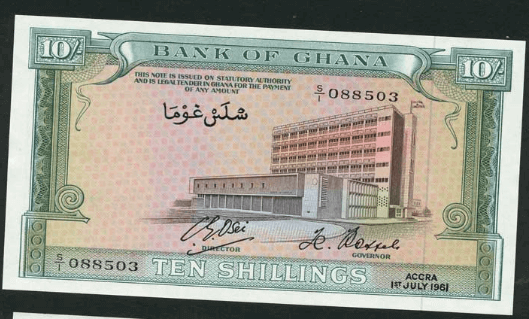 BANK OF GHANA
10/-
10/-
THIS NOTE IS ISSUED ON STATUTORY AUTHORITY
AND IS LEGAL TENDER IN GHANA FOR THE PAYMENT
OF ANY AMOUNT
S/1 088503
شلن غوما
DIRECTOR
GOVERNOR
S/1 088503
TEN SHILLINGS
ACCRA
1ST JULY 1961